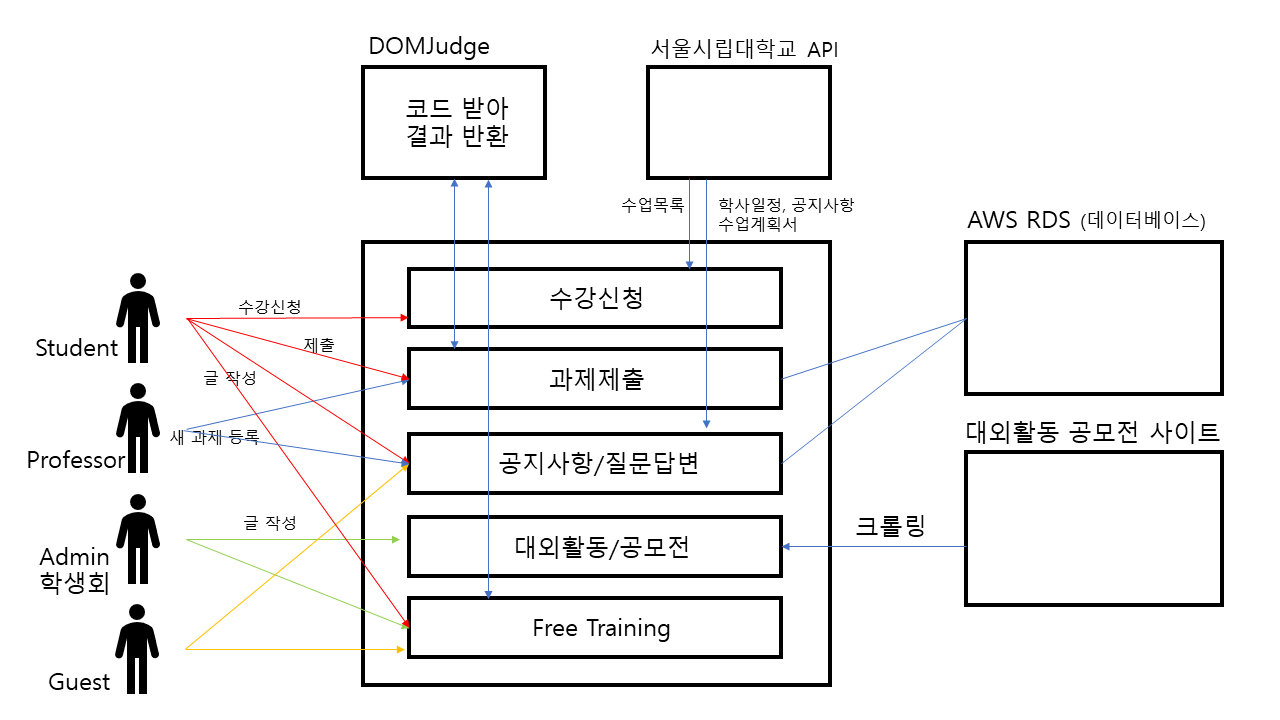 DOMJudge
서울시립대학교 API
코드 받아
결과 반환
수업목록
학사일정, 공지사항
수업계획서
AWS RDS (데이터베이스)
수강신청
수강신청
Student
제출
과제제출
글 작성
새 과제 등록
대외활동 공모전 사이트
Professor
공지사항/질문답변
글 작성
크롤링
대외활동/공모전
Admin
학생회
Free Training
Guest